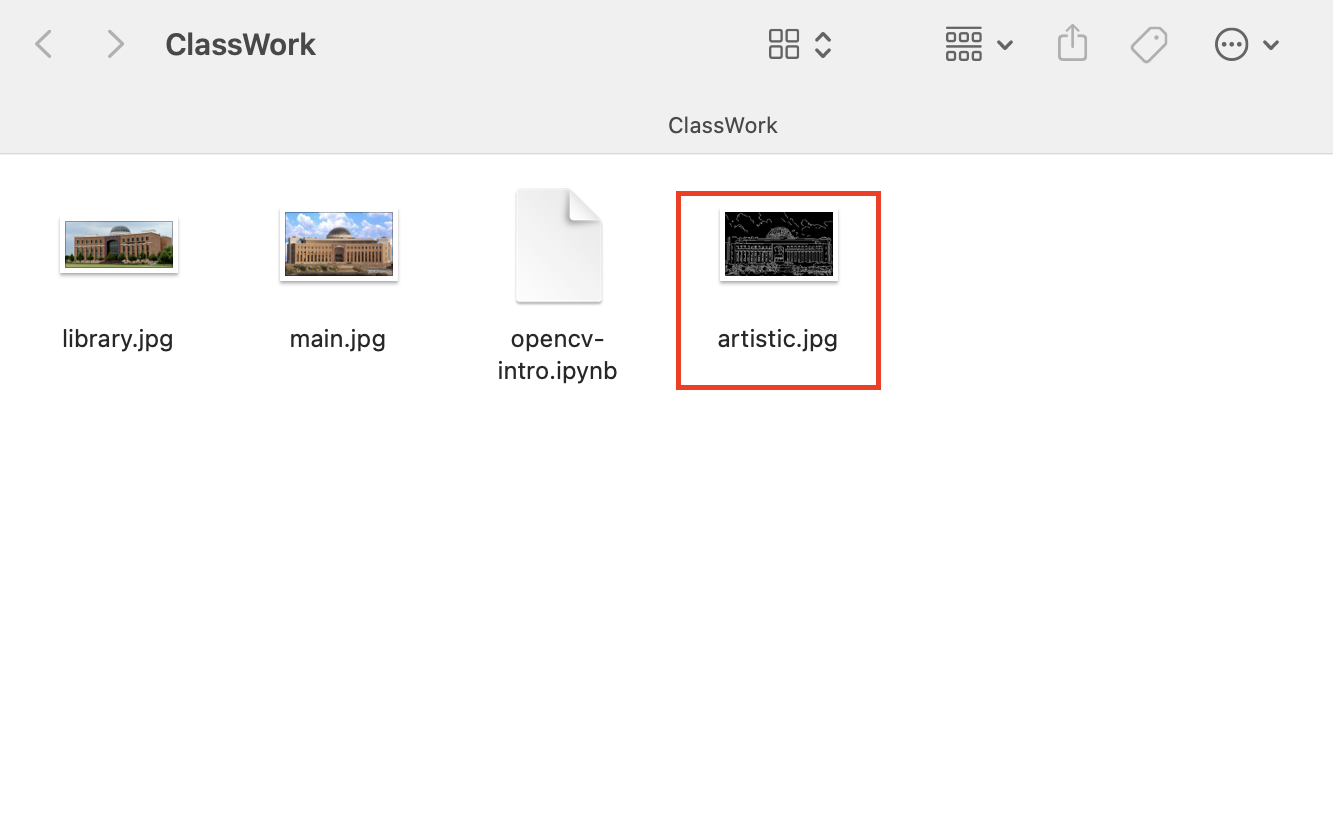 ClassWork
ClassWork
library.jpg
main.jpg
opencv-
intro.ipynb
artistic.jpg